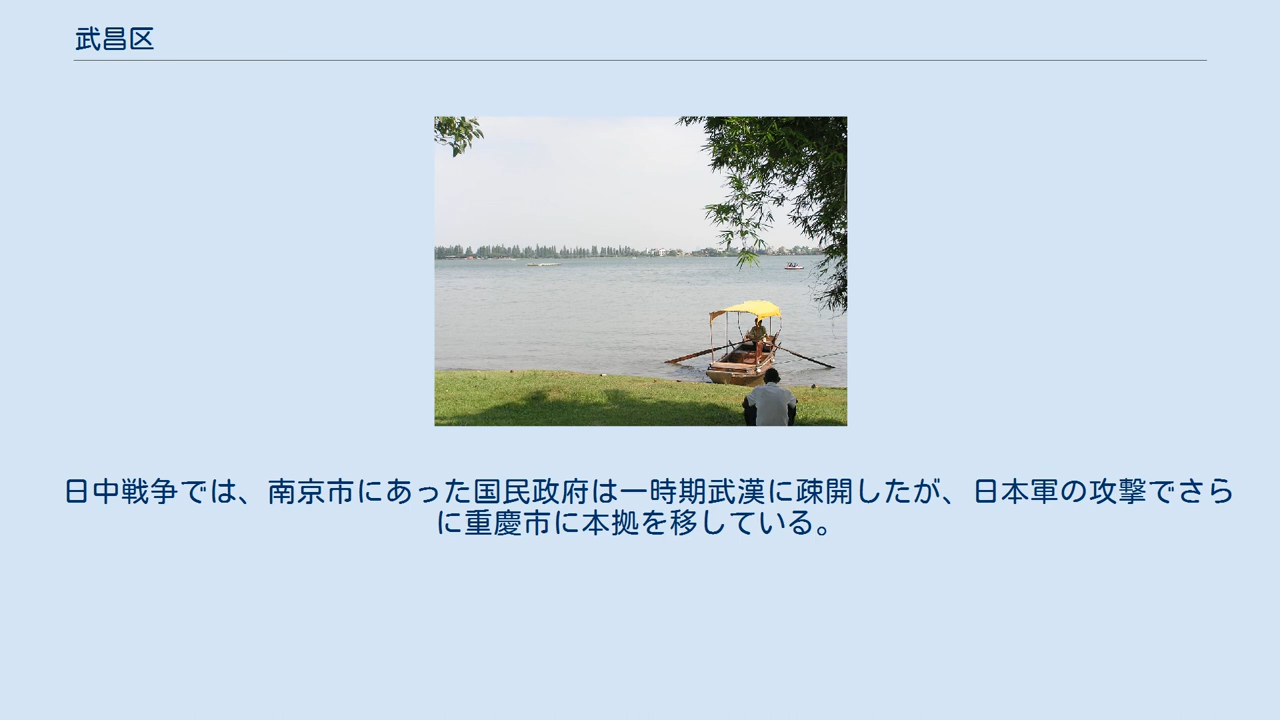 武昌区
日中戦争では、南京市にあった国民政府は一時期武漢に疎開したが、日本軍の攻撃でさら
に重慶市に本拠を移している。